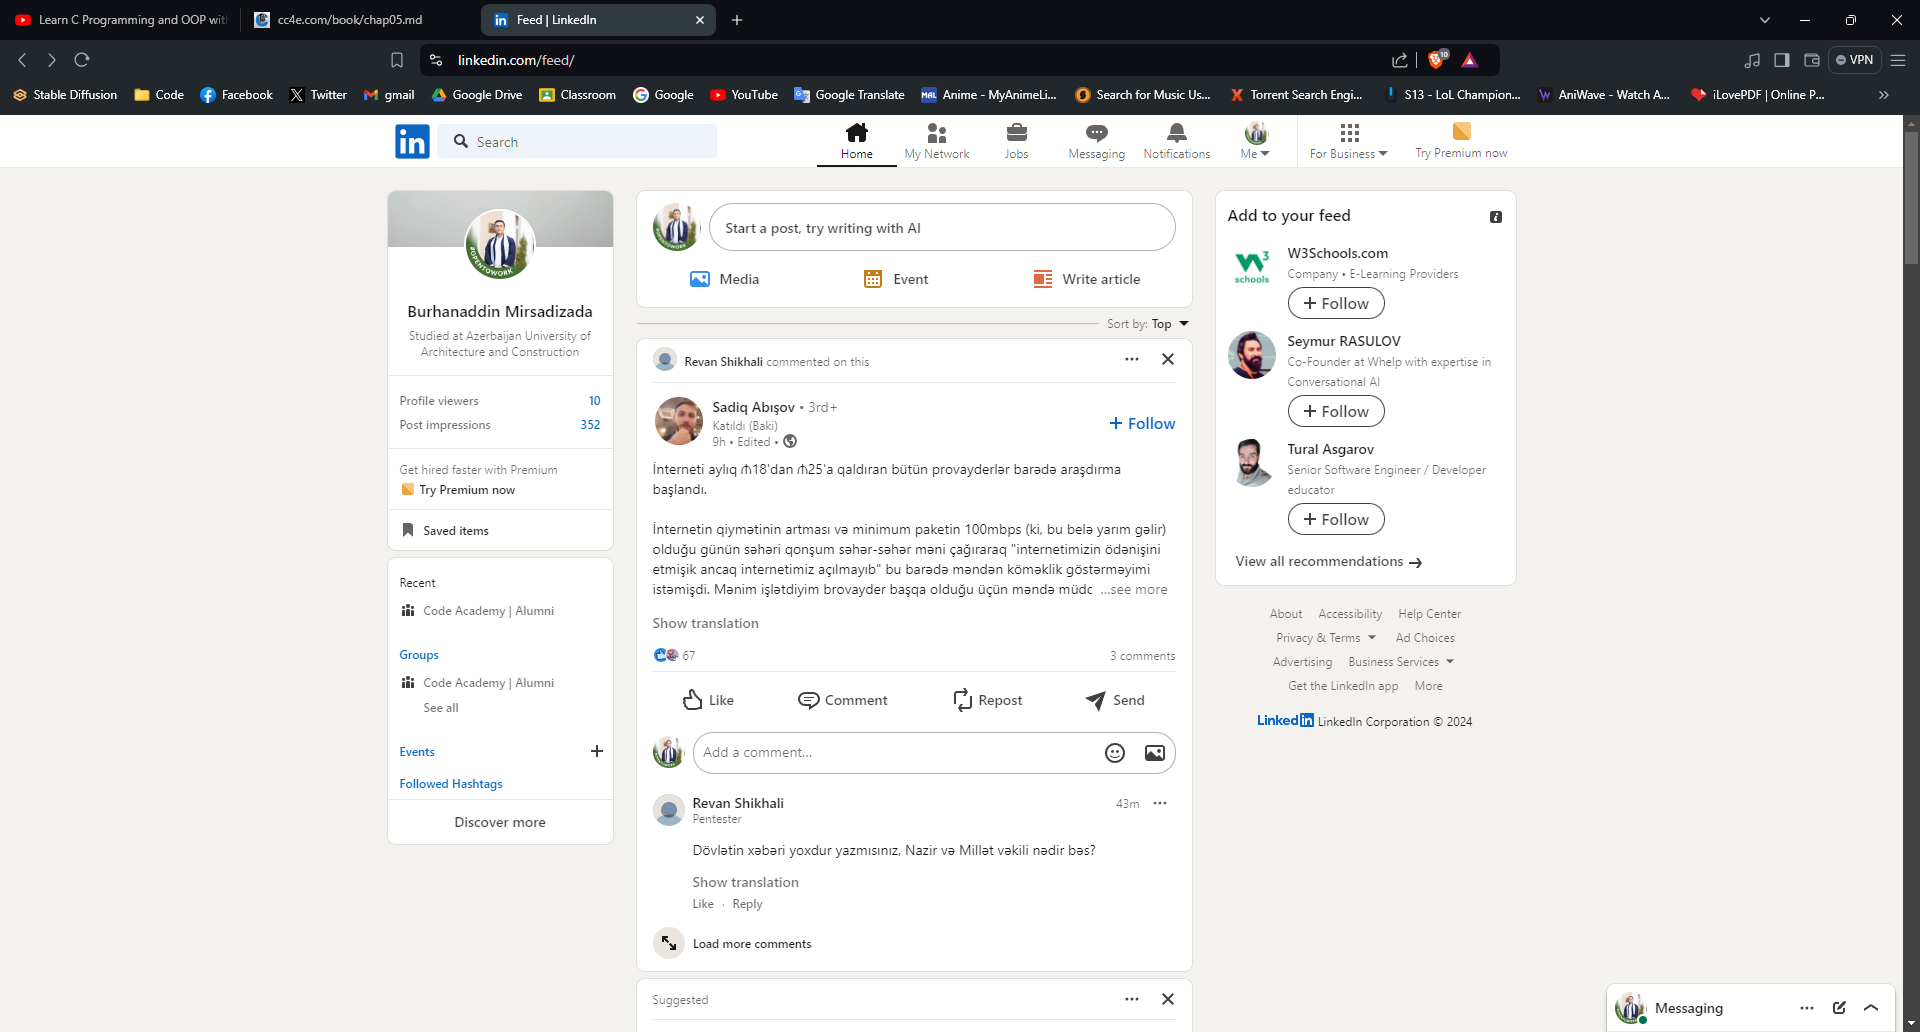 Learn C Programming and OOP wit
cc4e.com/book/chap05.md
Feed | LinkedIn
linkedin.com/feed/
10
VPN
Stable Diffusion
Code
Facebook
Twitter
gmail
Google Drive
Classroom
Google
YouTube
Google Translate
MAL
Anime - MyAnimeLi...
Search for Music Us...
Torrent Search Engi...
S13 - LoL Champion...
AniWave - Watch A...
iLovePDF | Online P...
in
Search
Home
My Network
Jobs
Messaging
Notifications
Me
For Business
Try Premium now
#OPENTOWORK
Burhanaddin Mirsadizada
Studied at Azerbaijan University of
Architecture and Construction
Profile viewers 10
Post impressions 352
Get hired faster with Premium
Try Premium now
Saved items
Recent
Code Academy | Alumni
Groups
Code Academy | Alumni
See all
Events
Followed Hashtags
Discover more
Start a post, try writing with AI
Media
Event
Write article
Sort by: Top
Revan Shikhali commented on this
Sadiq Abışov • 3rd+
Katıldı (Baki)
9h • Edited •
+ Follow
İnterneti aylıq ₼18'dan ₼25'a qaldıran bütün provayderlər barədə araşdırma
başlandı.
İnternetin qiymətinin artması və minimum paketin 100mbps (ki, bu belə yarım gəlir)
olduğu günün səhəri qonşum səhər-səhər məni çağıraraq "internetimizin ödənişini
etmişik ancaq internetimiz açılmayıb" bu barədə məndən köməklik göstərməyimi
istəmişdi. Mənim işlətdiyim brovayder başqa olduğu üçün məndə müdc ...see more
Show translation
67
3 comments
Like
Comment
Repost
Send
Add a comment...
Revan Shikhali
43m
Pentester
Dövlətin xəbəri yoxdur yazmısınız, Nazir və Millət vəkili nədir bəs?
Show translation
Like · Reply
Load more comments
Suggested
Add to your feed
W3 schools
W3Schools.com
Company • E-Learning Providers
+ Follow
Seymur RASULOV
Co-Founder at Whelp with expertise in
Conversational AI
+ Follow
Tural Asgarov
Senior Software Engineer / Developer
educator
+ Follow
View all recommendations
About Accessibility Help Center
Privacy & Terms Ad Choices
Advertising Business Services
Get the LinkedIn app More
LinkedIn LinkedIn Corporation © 2024
Messaging